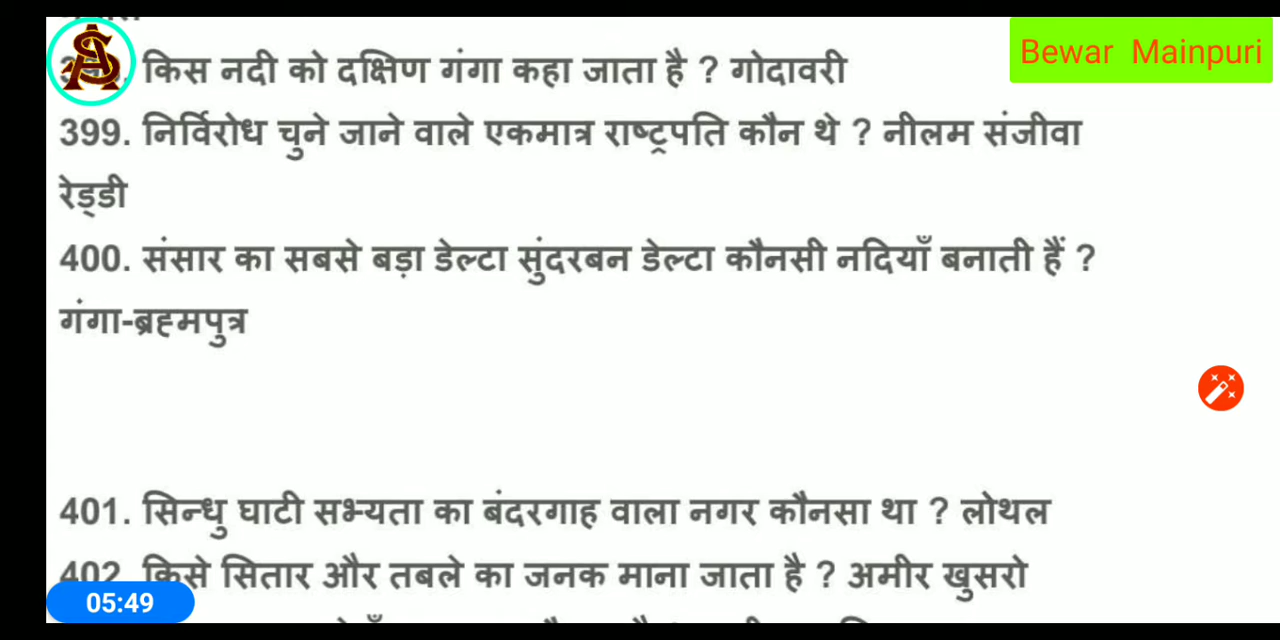 Bewar Mainpuri
किस नदी को दक्षिण गंगा कहा जाता है ? गोदावरी
399. निर्विरोध चुने जाने वाले एकमात्र राष्ट्रपति कौन थे ? नीलम संजीवा
रेड्डी
400. संसार का सबसे बड़ा डेल्टा सुंदरबन डेल्टा कौनसी नदियाँ बनाती हैं ?
गंगा-ब्रह्मपुत्र
401. सिन्धु घाटी सभ्यता का बंदरगाह वाला नगर कौनसा था ? लोथल
402. किसे सितार और तबले का जनक माना जाता है ? अमीर खुसरो
05:49